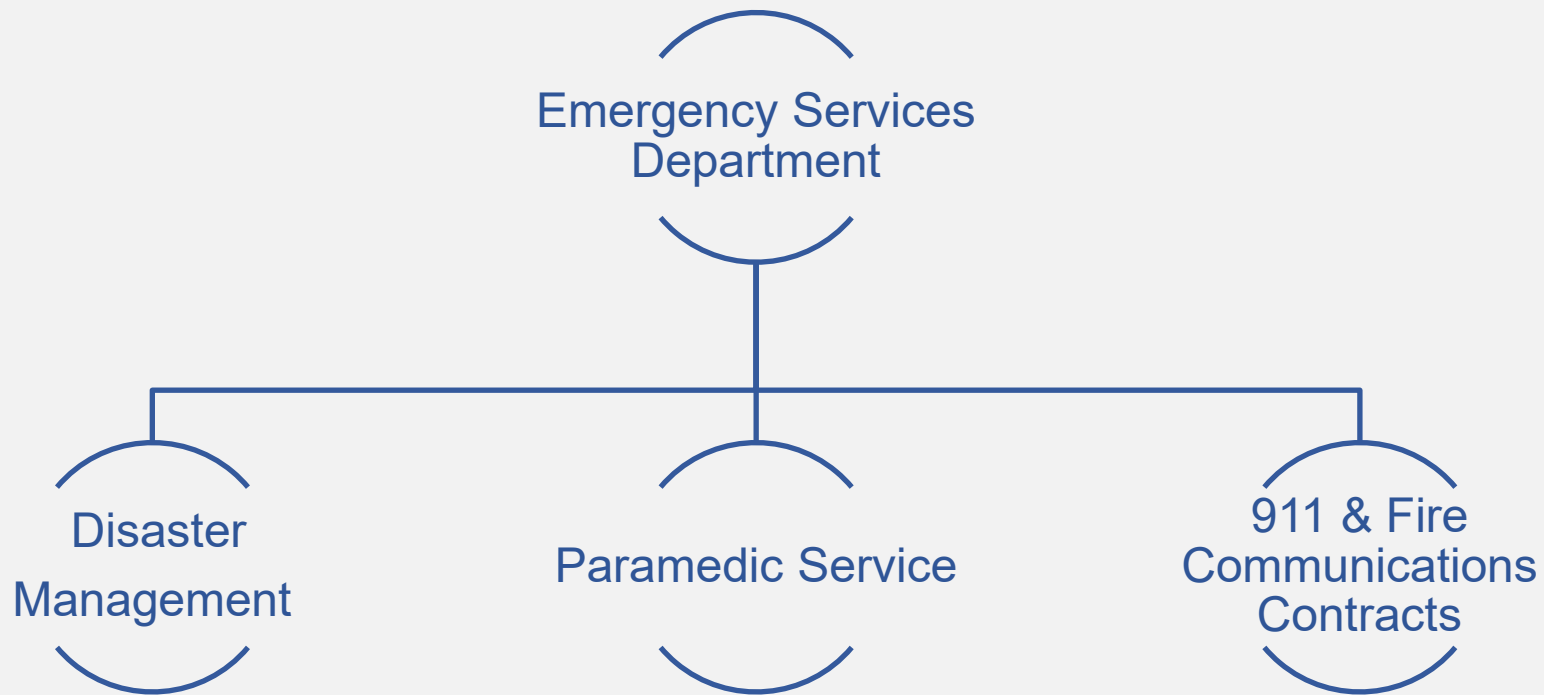 Emergency Services
Department
Disaster
Management
Paramedic Service
911 & Fire
Communications
Contracts